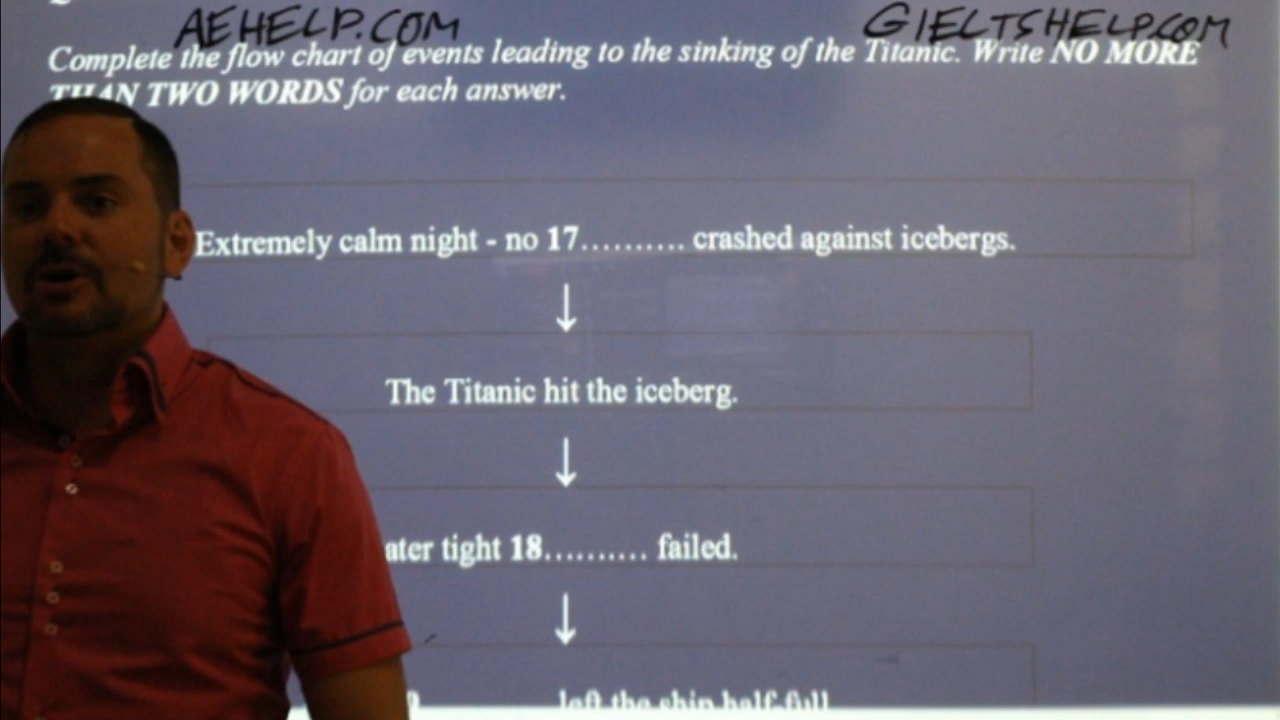 AEHELP.COM GIELTSHELP.COM
Complete the flow chart of events leading to the sinking of the Titanic. Write NO MORE
THAN TWO WORDS for each answer.
Extremely calm night - no 17.......... crashed against icebergs.
↓
The Titanic hit the iceberg.
↓
ater tight 18.......... failed.
↓
left the ship half-full